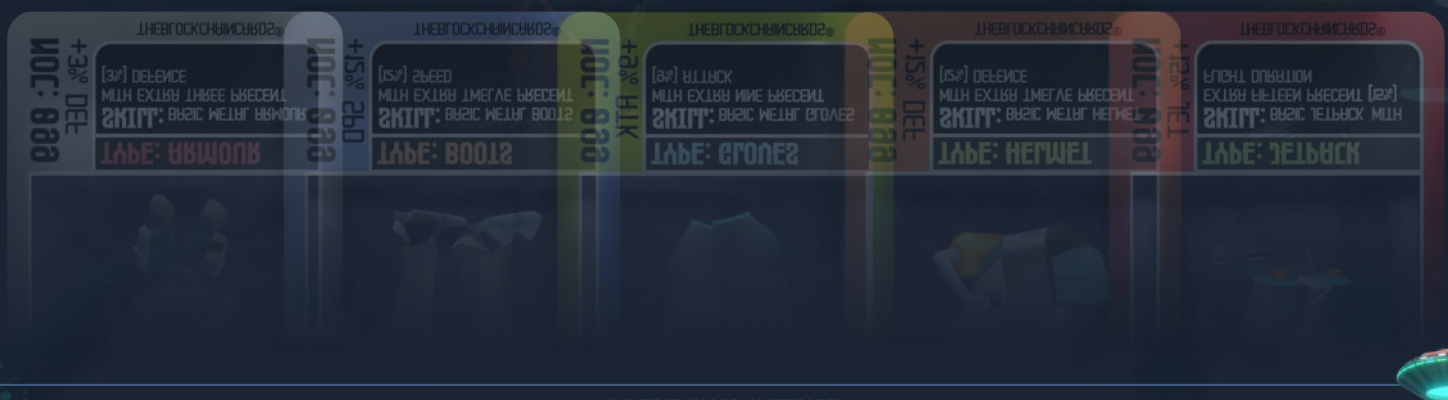 TYPE: ARMOUR
SKILL: BASIC METAL ARMOUR
WITH EXTRA THREE PRECENT
[3%] DEFENCE
THEBLOCKCHAINCARDS®
+3% DEF
TYPE: BOOTS
SKILL: BASIC METAL BOOTS
WITH EXTRA TWELVE PRECENT
[12%] SPEED
THEBLOCKCHAINCARDS®
+12% SPD
TYPE: GLOVES
SKILL: BASIC METAL GLOVES
WITH EXTRA NINE PRECENT
[9%] ATTACK
THEBLOCKCHAINCARDS®
+9% ATK
TYPE: HELMET
SKILL: BASIC METAL HELMET
WITH EXTRA TWELVE PRECENT
[12%] DEFENCE
THEBLOCKCHAINCARDS®
+12% DEF
TYPE: JETPACK
SKILL: BASIC JETPACK WITH
EXTRA FIFTEEN PRECENT [15%]
FLIGHT DURATION
THEBLOCKCHAINCARDS®
+15% JET